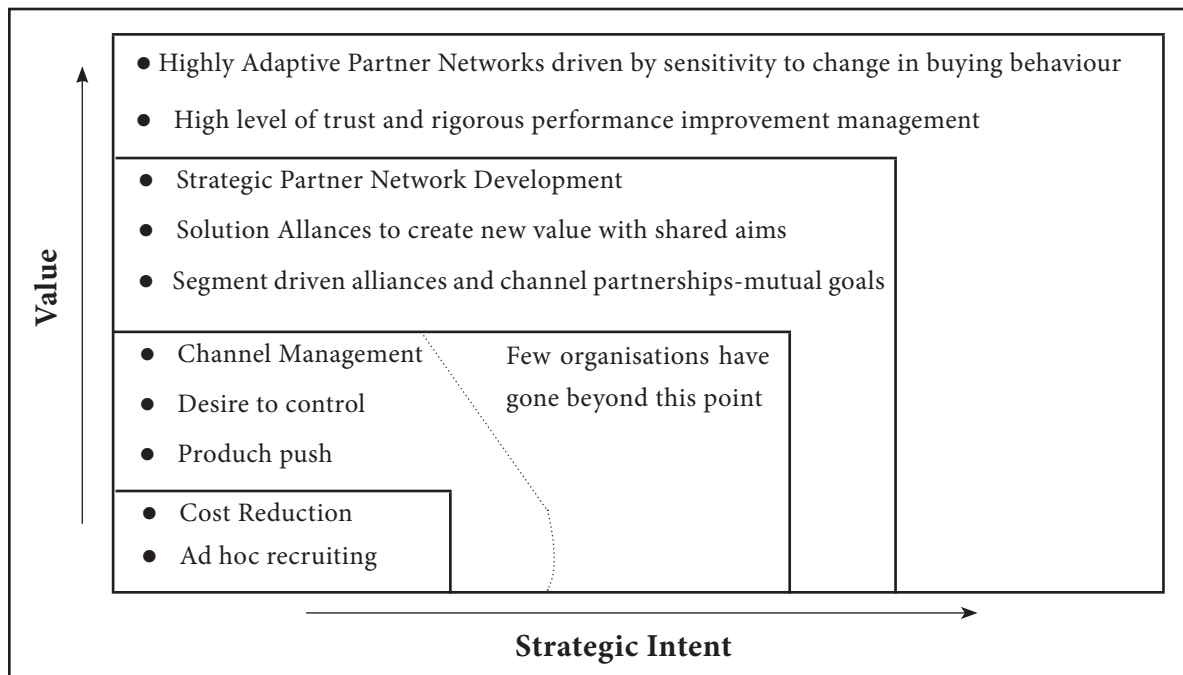 ● Highly Adaptive Partner Networks driven by sensitivity to change in buying behaviour
● High level of trust and rigorous performance improvement management
● Strategic Partner Network Development
● Solution Allances to create new value with shared aims
● Segment driven alliances and channel partnerships-mutual goals
● Channel Management
● Desire to control
● Produch push
Few organisations have
gone beyond this point
● Cost Reduction
● Ad hoc recruiting
Value
Strategic Intent